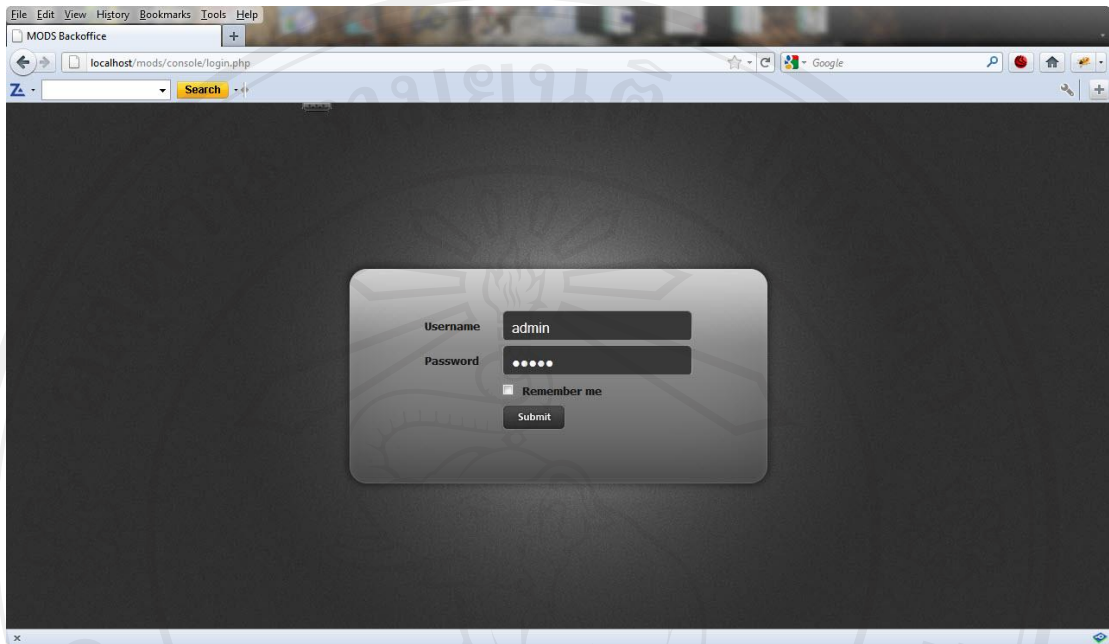 File Edit View History Bookmarks Tools Help
MODS Backoffice
localhost/mods/console/login.php
Google
Search
Username admin
Password •••••
Remember me
Submit